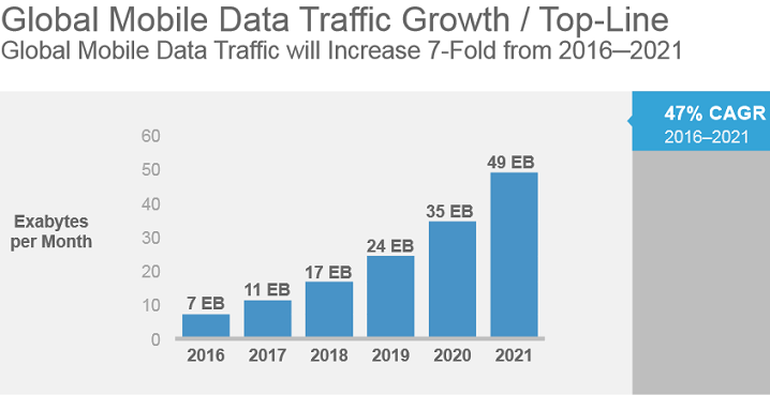 Global Mobile Data Traffic Growth / Top-Line
Global Mobile Data Traffic will Increase 7-Fold from 2016—2021
47% CAGR
2016–2021
Exabytes
per Month
60
50
40
30
20
10
0
7 EB
11 EB
17 EB
24 EB
35 EB
49 EB
2016 2017 2018 2019 2020 2021